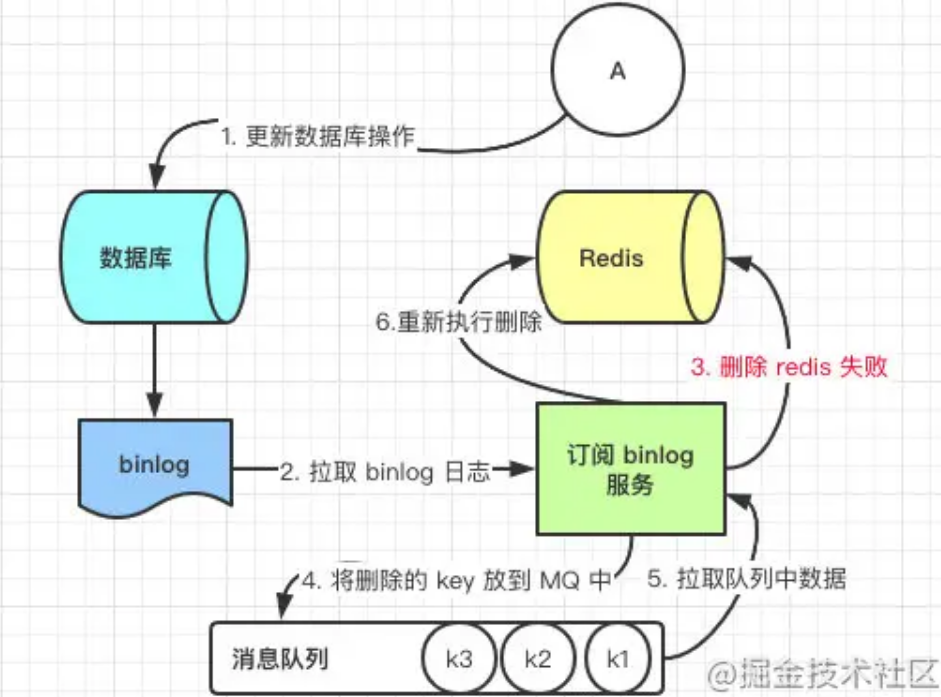 A
1. 更新数据库操作
数据库
Redis
6.重新执行删除
3. 删除 redis 失败
binlog
2. 拉取 binlog 日志
订阅 binlog
服务
4. 将删除的 key 放到 MQ 中
5. 拉取队列中数据
消息队列
k3
k2
k1
@掘金技术社区